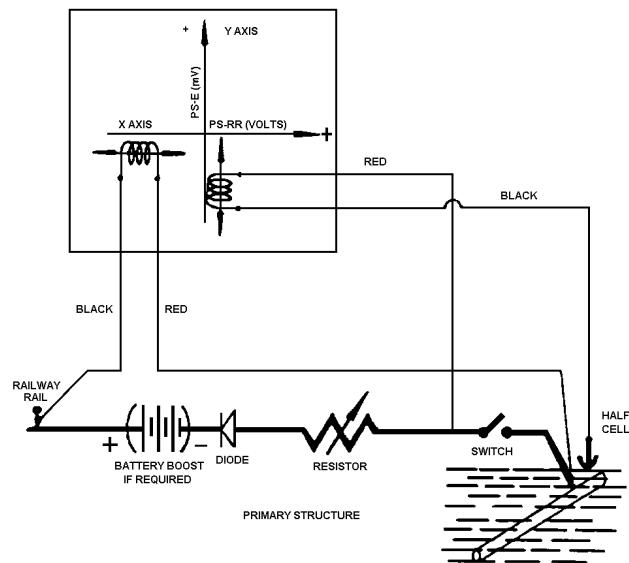 +
Y AXIS
PS-E (mV)
X AXIS
PS-RR (VOLTS)
+
RED
BLACK
BLACK
RED
RAILWAY
RAIL
+
−
BATTERY BOOST
IF REQUIRED
DIODE
RESISTOR
SWITCH
HALF
CELL
PRIMARY STRUCTURE